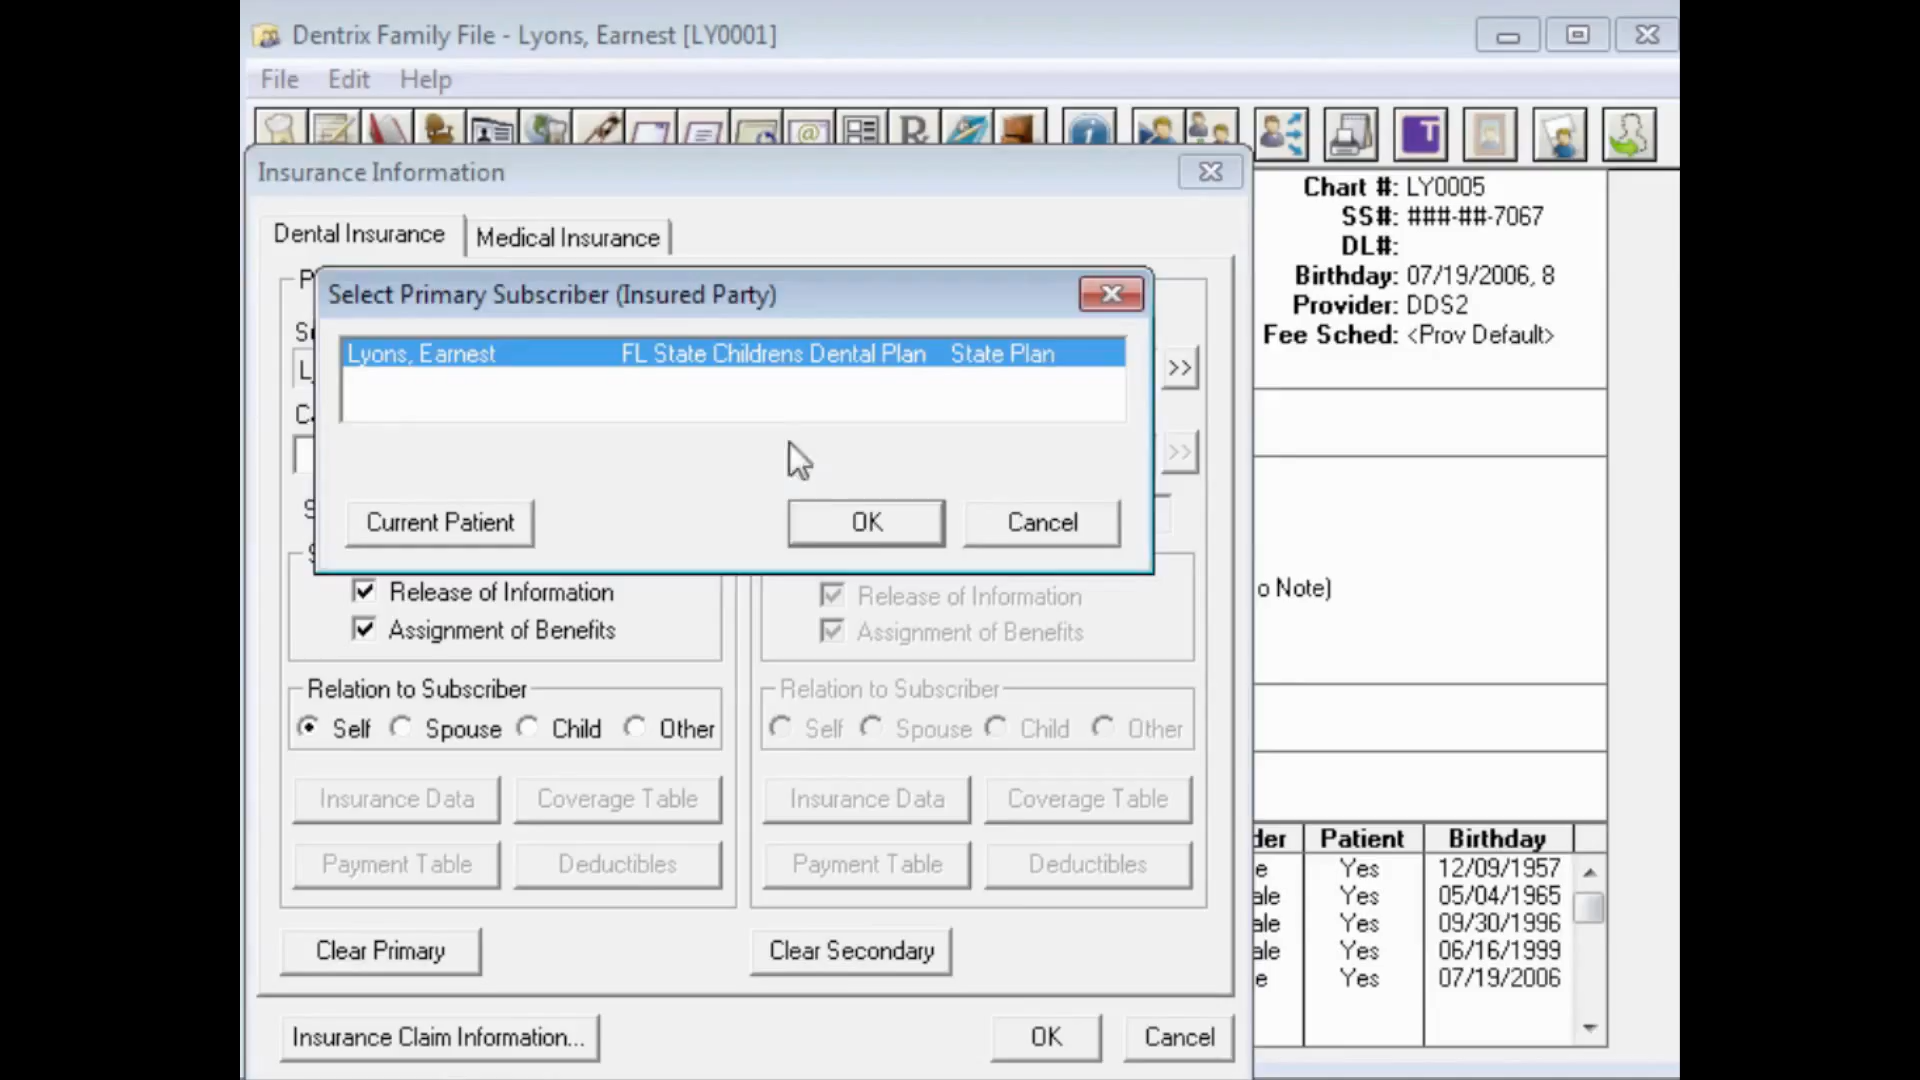 Dentrix Family File - Lyons, Earnest [LY0001]
File Edit Help
Insurance Information
Dental Insurance Medical Insurance
Select Primary Subscriber (Insured Party)
Lyons, Earnest FL State Childrens Dental Plan State Plan
>>
>>
Current Patient OK Cancel
Release of Information
Assignment of Benefits
Release of Information
Assignment of Benefits
Relation to Subscriber
Self Spouse Child Other
Relation to Subscriber
Self Spouse Child Other
Insurance Data Coverage Table
Payment Table Deductibles
Insurance Data Coverage Table
Payment Table Deductibles
Clear Primary Clear Secondary
Insurance Claim Information... OK Cancel
Chart #: LY0005
SS#: ###-##-7067
DL#:
Birthday: 07/19/2006, 8
Provider: DDS2
Fee Sched: <Prov Default>
o Note)
der Patient Birthday
e Yes 12/09/1957
ale Yes 05/04/1965
ale Yes 09/30/1996
ale Yes 06/16/1999
e Yes 07/19/2006